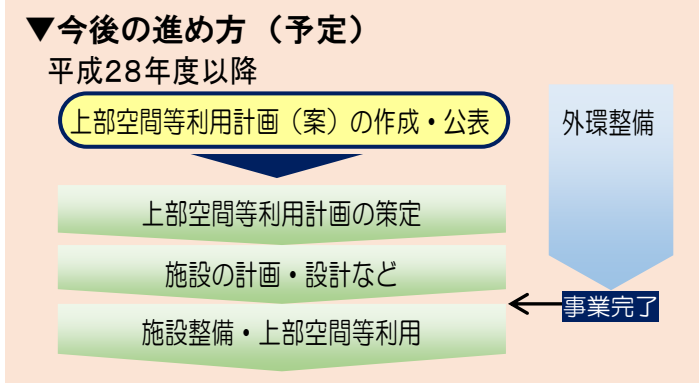 ▼今後の進め方（予定）
平成28年度以降
上部空間等利用計画（案）の作成・公表
外環整備
上部空間等利用計画の策定
施設の計画・設計など
事業完了
施設整備・上部空間等利用